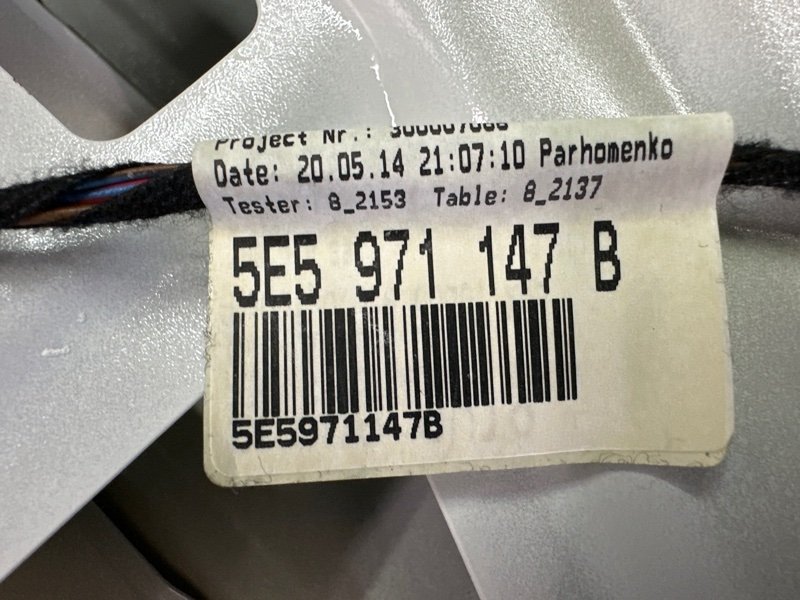 Project Nr.:
Date: 20.05.14 21:07:10 Parhomenko
Tester: 8_2153 Table: 8_2137
5E5 971 147 B
5E5971147B